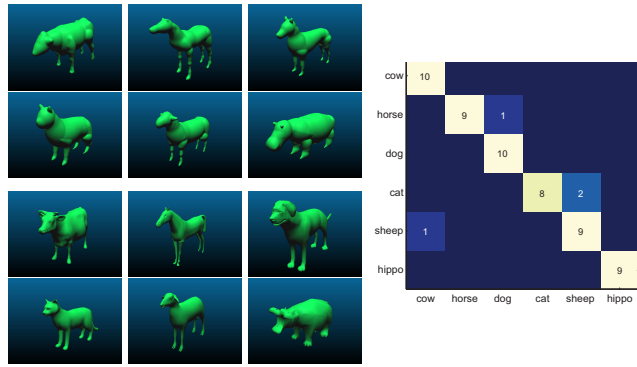 cow 10
horse 9 1
dog 10
cat 8 2
sheep 1 9
hippo 9
cow horse dog cat sheep hippo